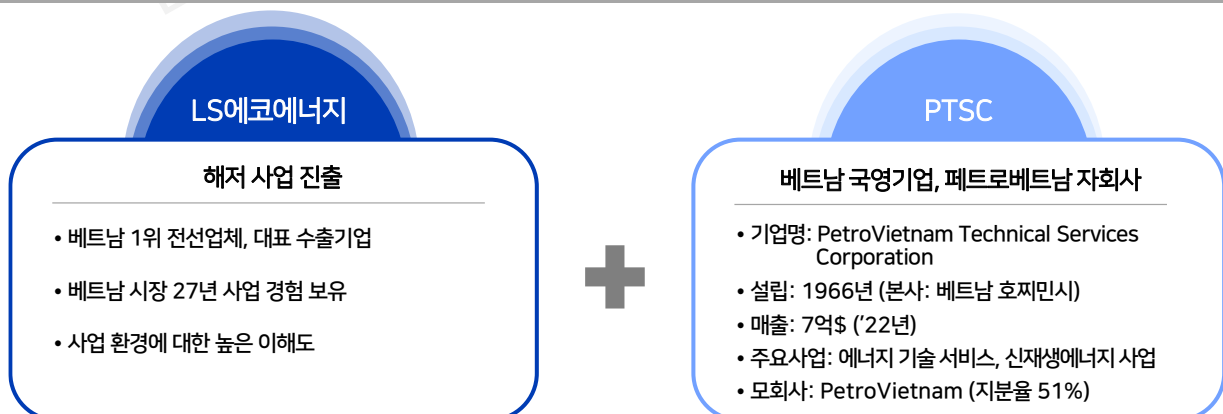 LS에코에너지
해저 사업 진출
• 베트남 1위 전선업체, 대표 수출기업
• 베트남 시장 27년 사업 경험 보유
• 사업 환경에 대한 높은 이해도
PTSC
베트남 국영기업, 페트로베트남 자회사
• 기업명: PetroVietnam Technical Services
Corporation
• 설립: 1966년 (본사: 베트남 호찌민시)
• 매출: 7억$ (’22년)
• 주요사업: 에너지 기술 서비스, 신재생에너지 사업
• 모회사: PetroVietnam (지분율 51%)